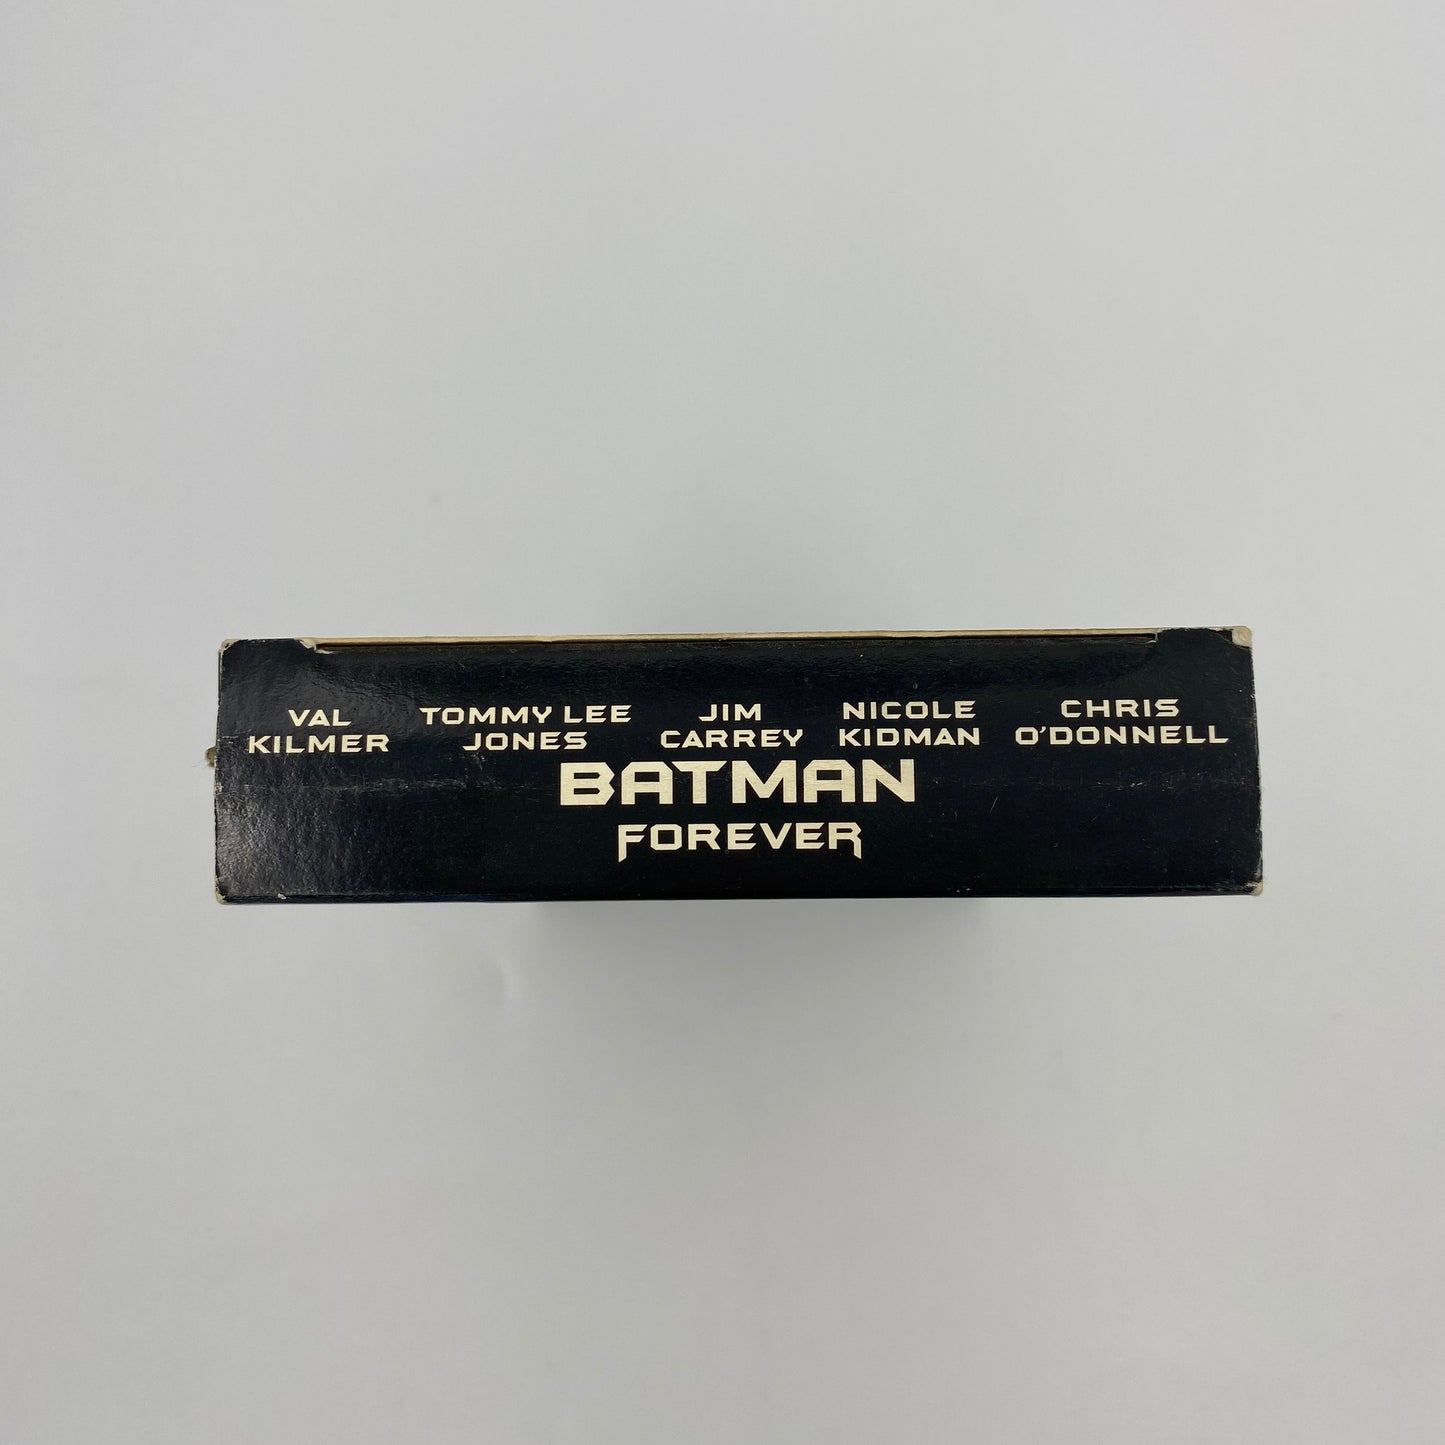 VAL TOMMY LEE JIM NICOLE CHRIS
KILMER JONES CARREY KIDMAN O'DONNELL
BATMAN
FOREVER